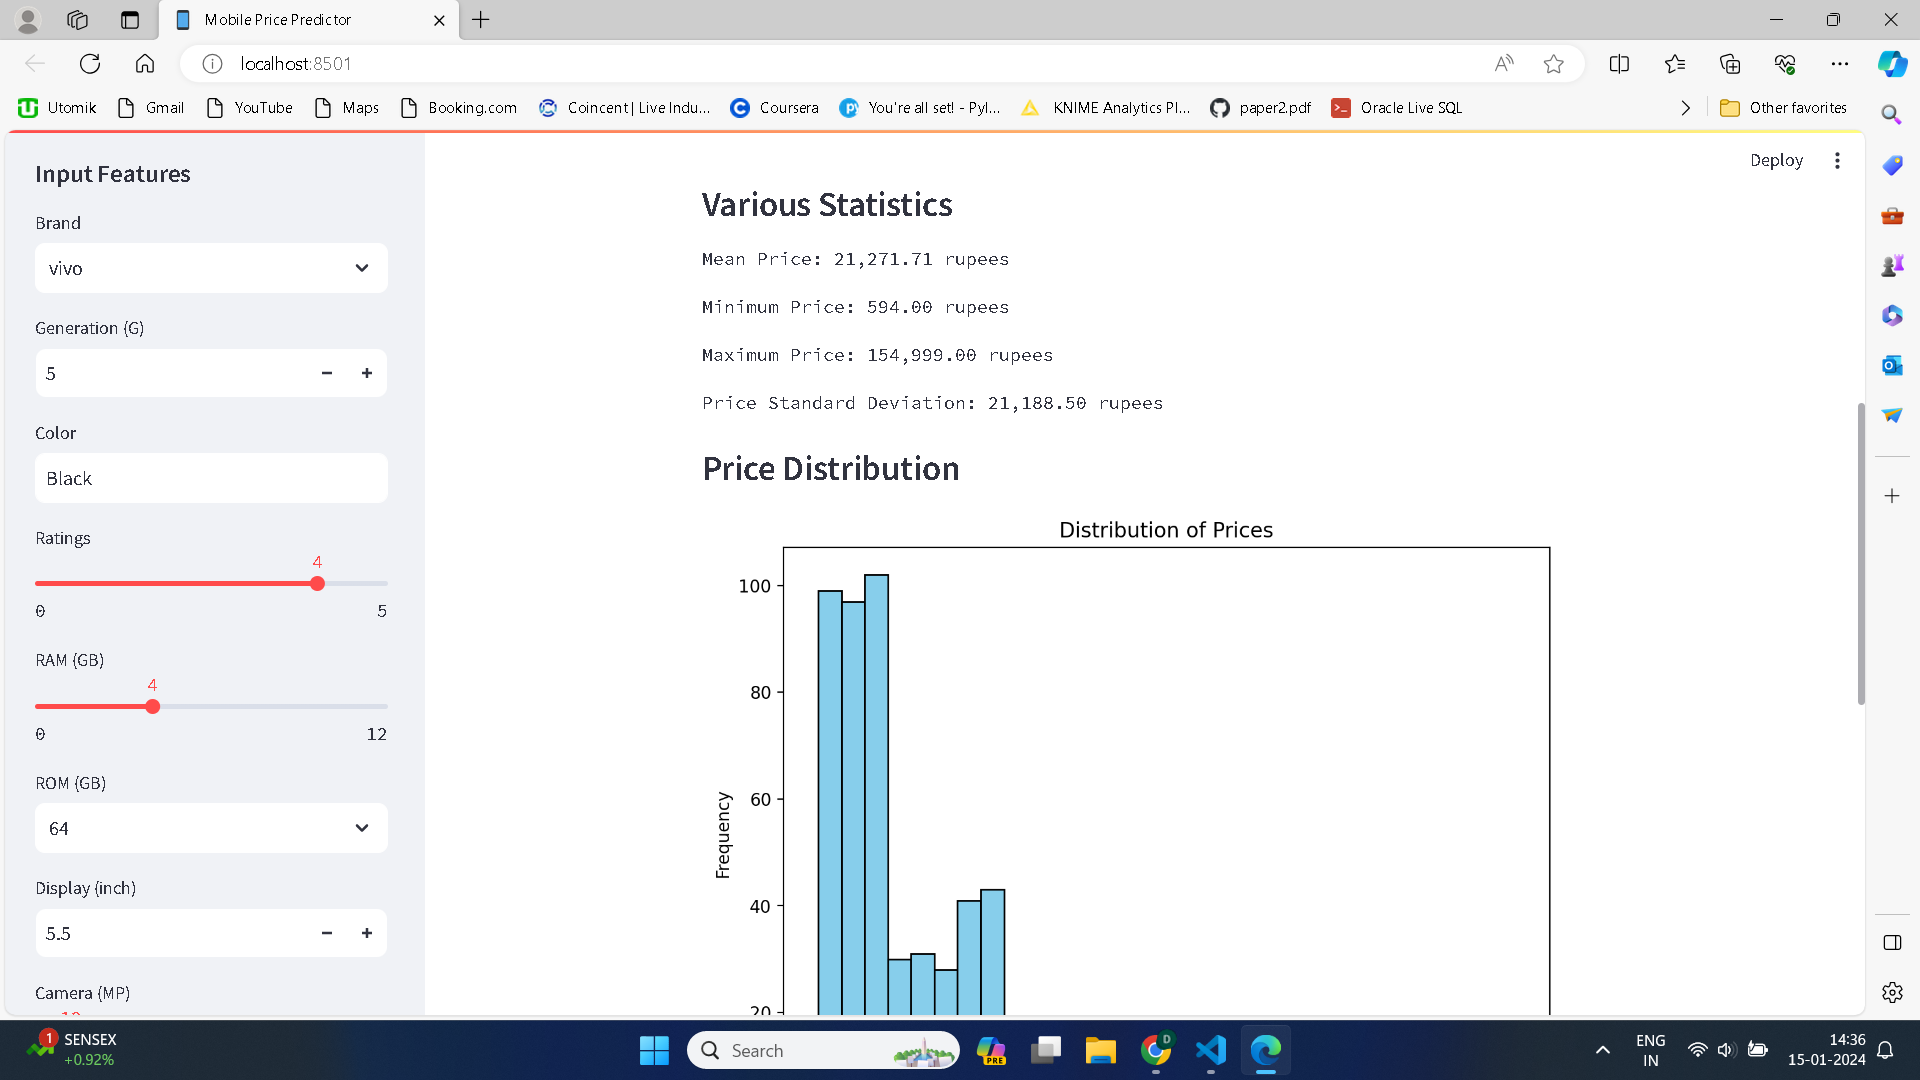 Mobile Price Predictor
localhost:8501
Utomik
Gmail
YouTube
Maps
Booking.com
Coincent| Live Indu...
Coursera
You're all set! - Pyl...
KNIME Analytics Pl...
paper2.pdf
Oracle Live SQL
Other favorites
Deploy
Input Features
Brand
vivo
Generation (G)
5
Color
Black
Ratings
4
0
5
RAM (GB)
4
0
12
ROM (GB)
64
Display (inch)
5.5
Camera (MP)
Various Statistics
Mean Price: 21,271.71 rupees
Minimum Price: 594.00 rupees
Maximum Price: 154,999.00 rupees
Price Standard Deviation: 21,188.50 rupees
Price Distribution
Distribution of Prices
100
80
60
40
20
Frequency
1
SENSEX
+0.92%
Search
PRE
D
ENG
IN
14:36
15-01-2024